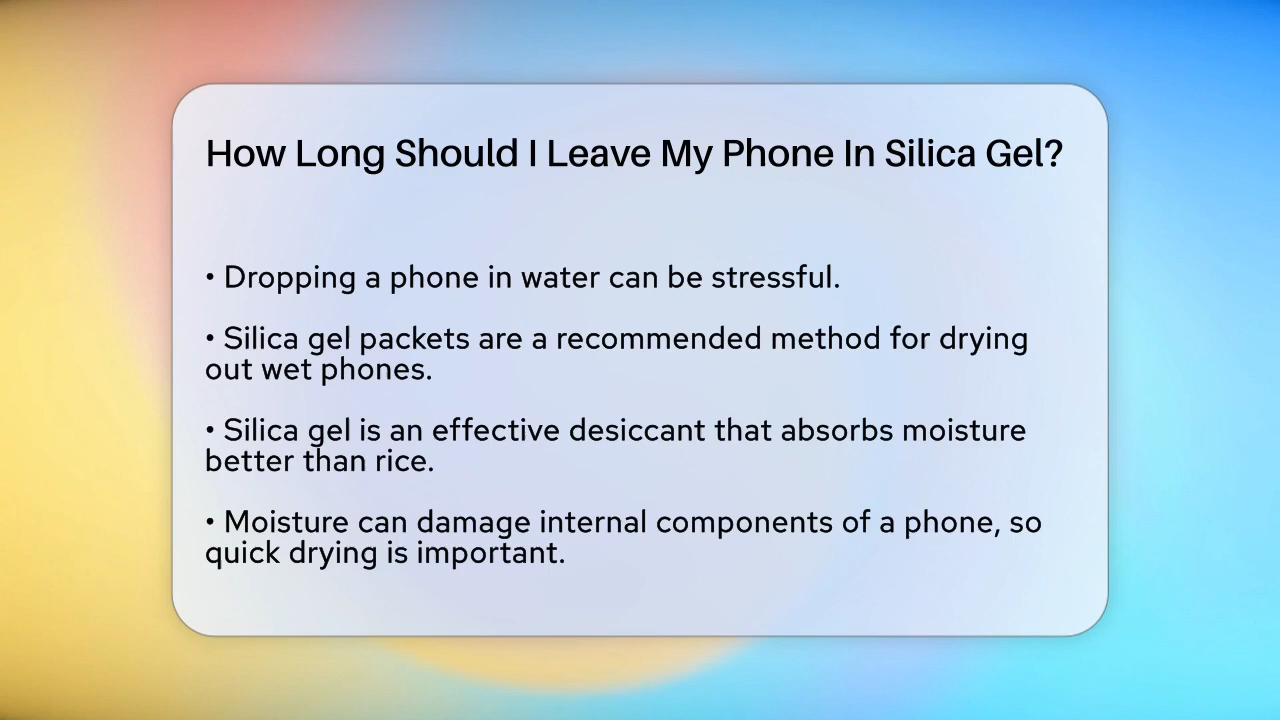 How Long Should I Leave My Phone In Silica Gel?
• Dropping a phone in water can be stressful.
• Silica gel packets are a recommended method for drying
out wet phones.
• Silica gel is an effective desiccant that absorbs moisture
better than rice.
• Moisture can damage internal components of a phone, so
quick drying is important.